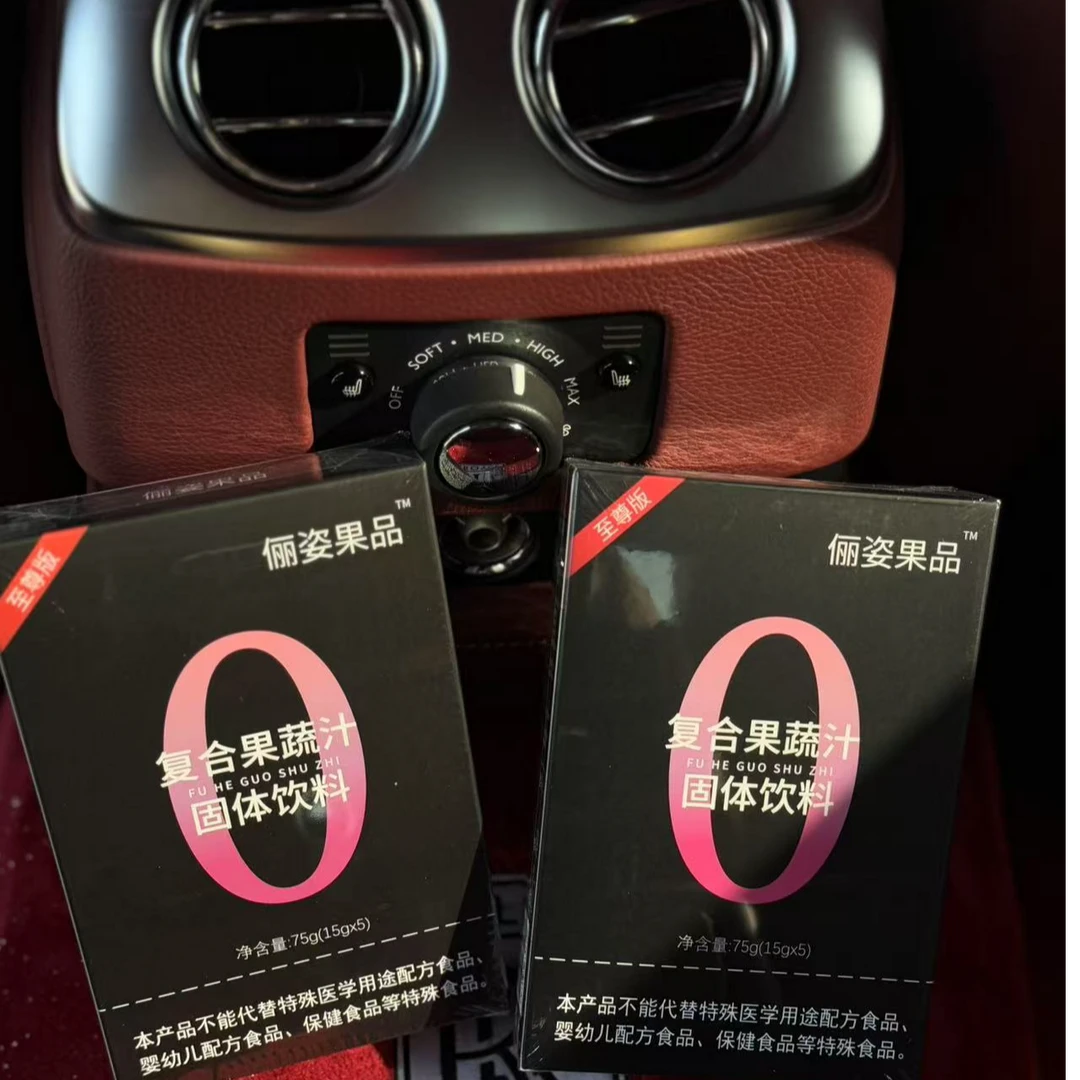 SOFT • MED • HIGH
OFF
MAX
俪姿果品
至尊版
俪姿果品™
复合果蔬汁
FU HE GUO SHU ZHI
固体饮料
净含量:75g(15gx5)
本产品不能代替特殊医学用途配方食品、
婴幼儿配方食品、保健食品等特殊食品。
至尊版
俪姿果品™
复合果蔬汁
FU HE GUO SHU ZHI
固体饮料
净含量:75g(15gx5)
本产品不能代替特殊医学用途配方食品、
婴幼儿配方食品、保健食品等特殊食品。